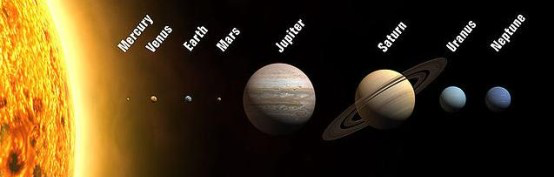 Mercury
Venus
Earth
Mars
Jupiter
Saturn
Uranus
Neptune